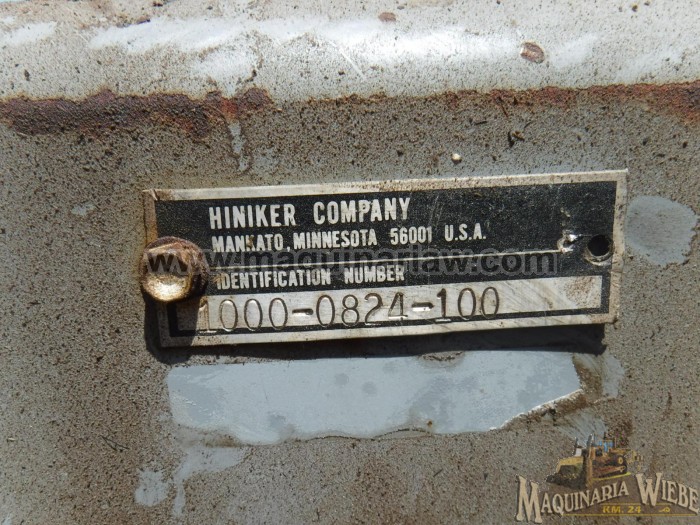 HINIKER COMPANY
MANKATO, MINNESOTA 56001 U.S.A.
www.maquinariaw.com
IDENTIFICATION NUMBER
1000-0824-100
MAQUINARIA WIEBE
KM. 24